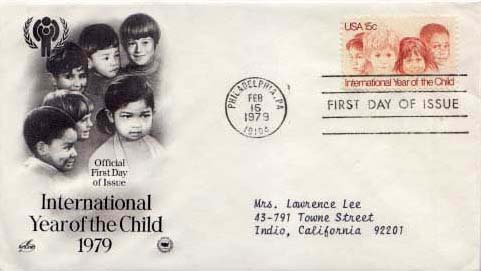 USA 15c
International Year of the Child
PHILADELPHIA, PA
FEB
15
1979
19104
FIRST DAY OF ISSUE
Official
First Day
of Issue
International
Year of the Child
1979
Mrs. Lawrence Lee
43-791 Towne Street
Indio, California 92201